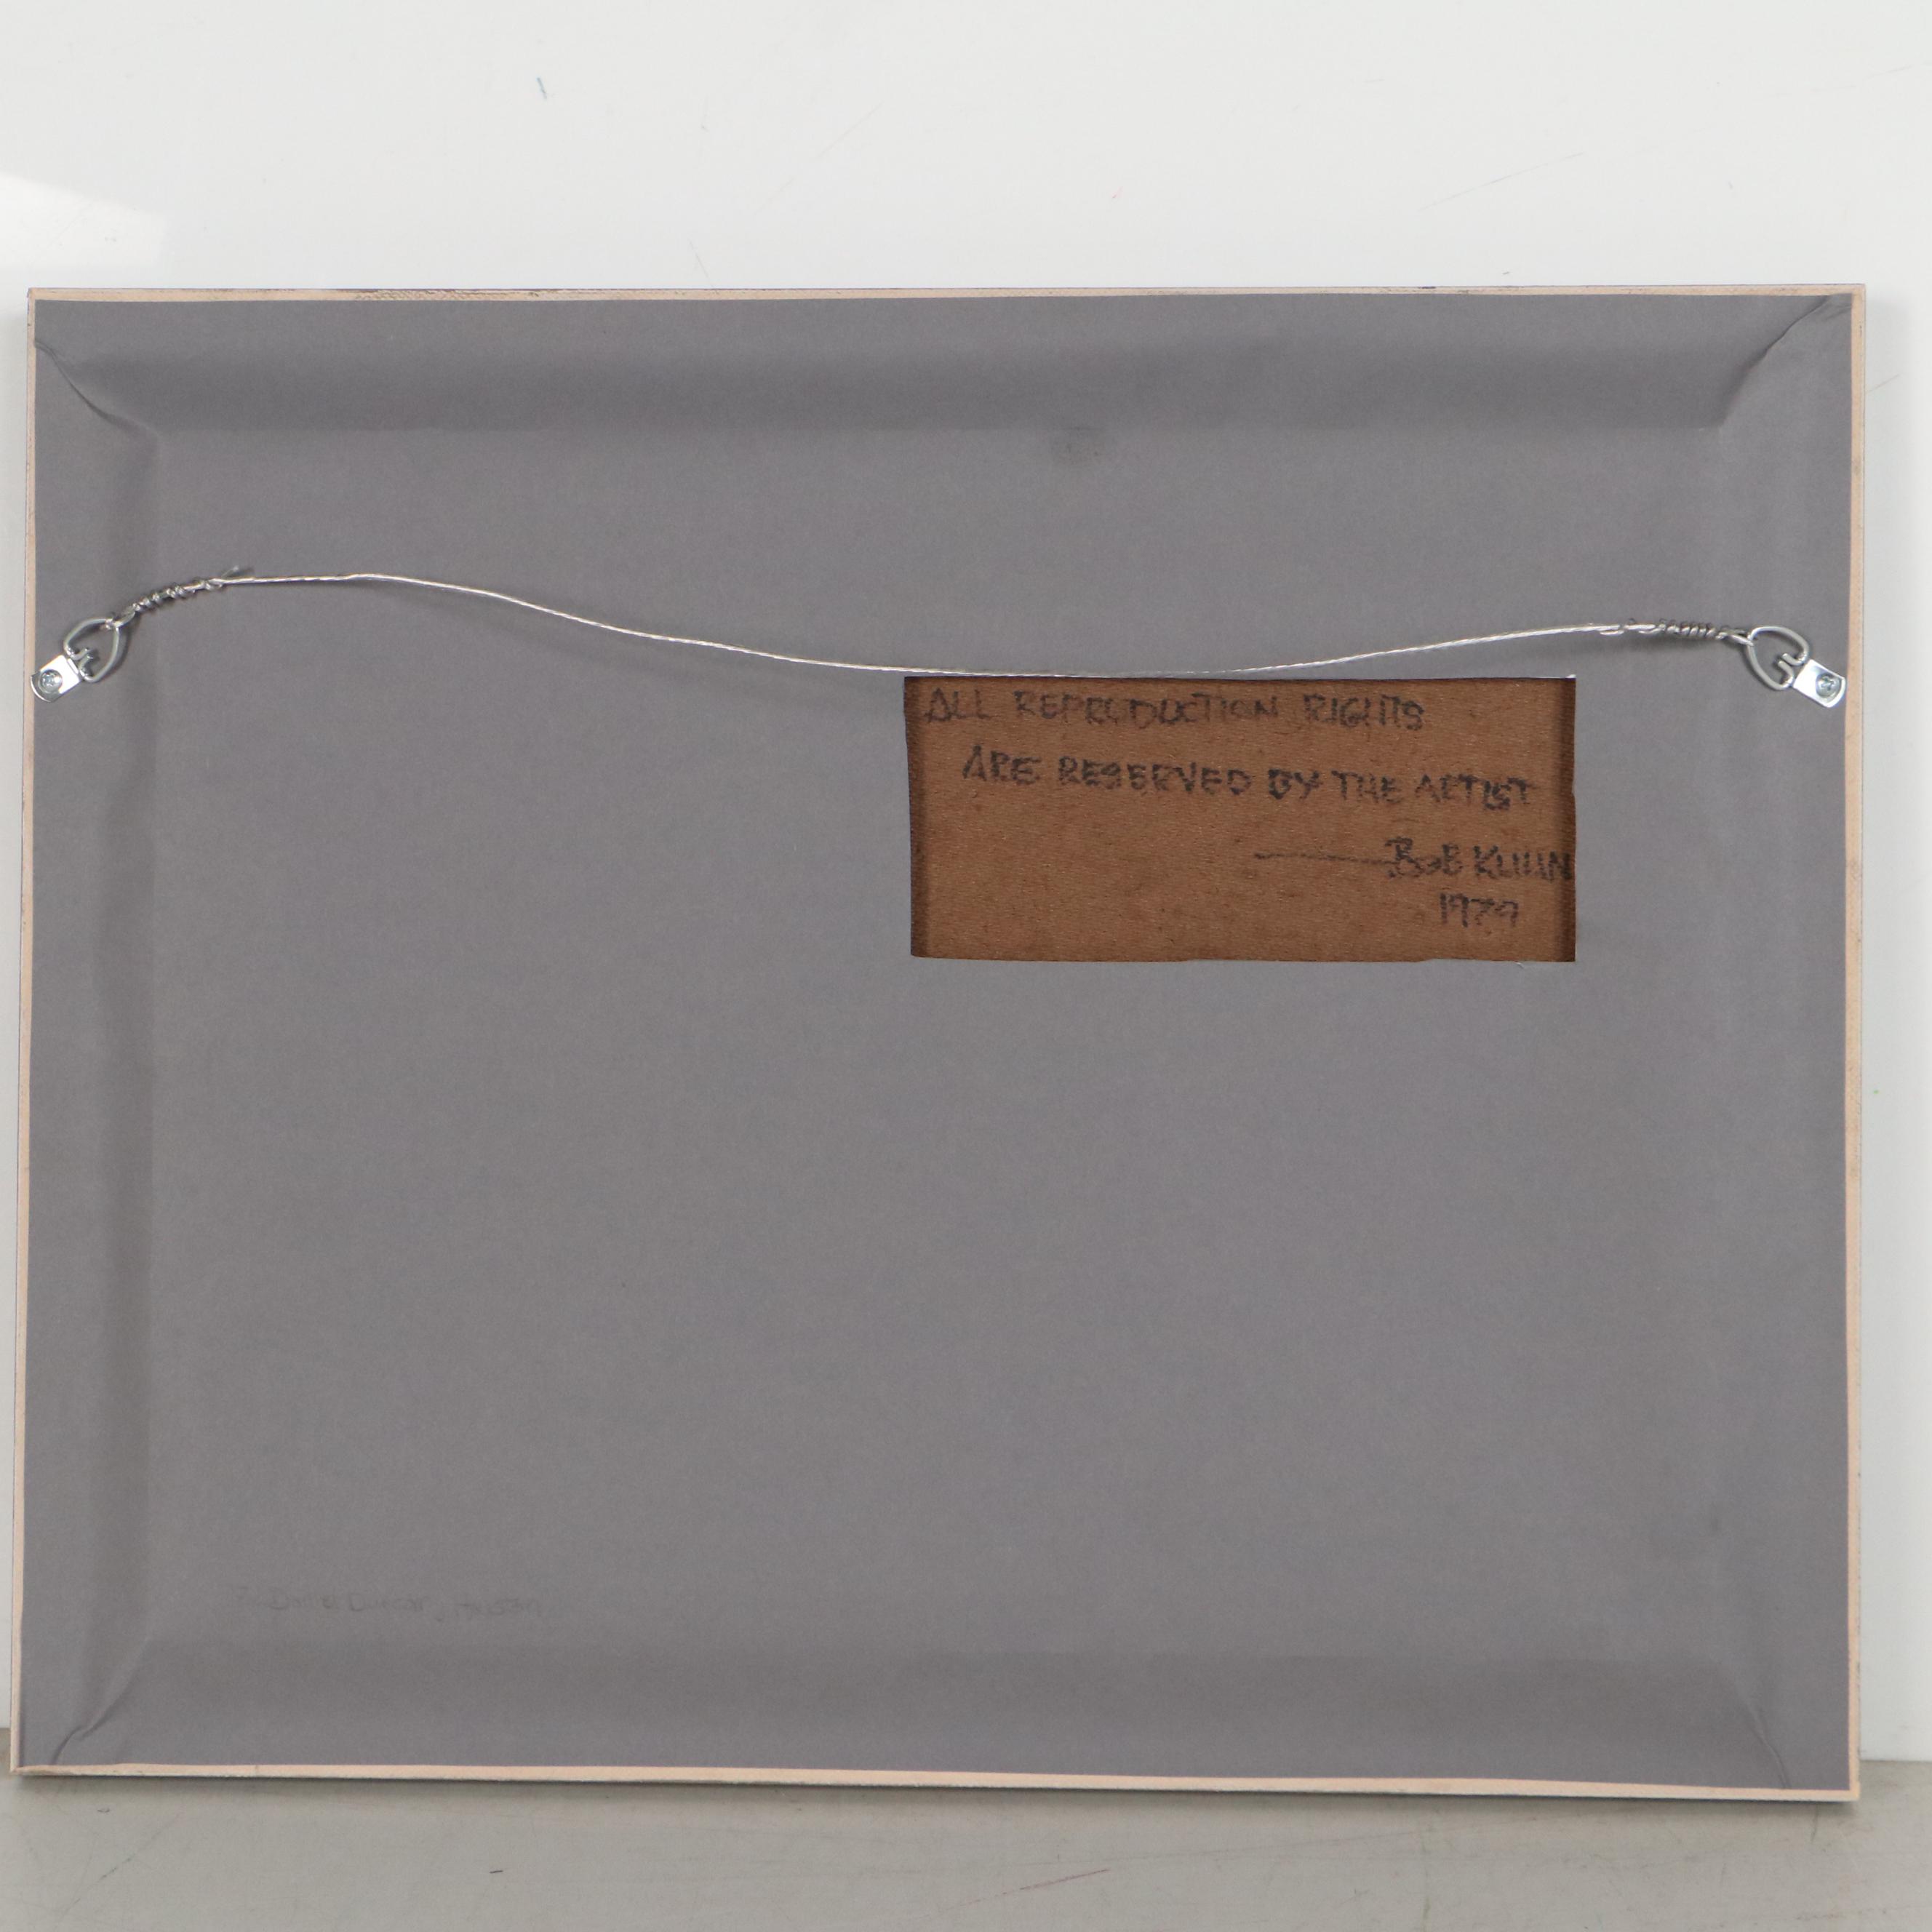 ALL REPRODUCTION RIGHTS
ARE RESERVED BY THE ARTIST
— BOB KUHN
1979